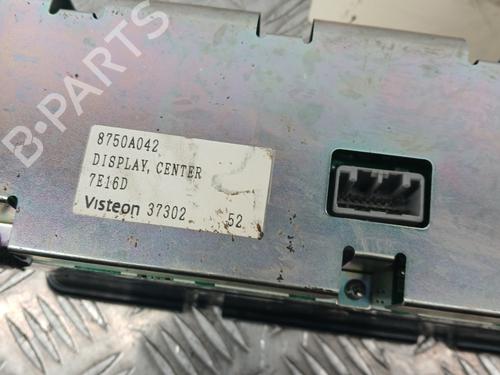 B-PARTS
8750A042
DISPLAY, CENTER
7E16D
Visteon 37302 52